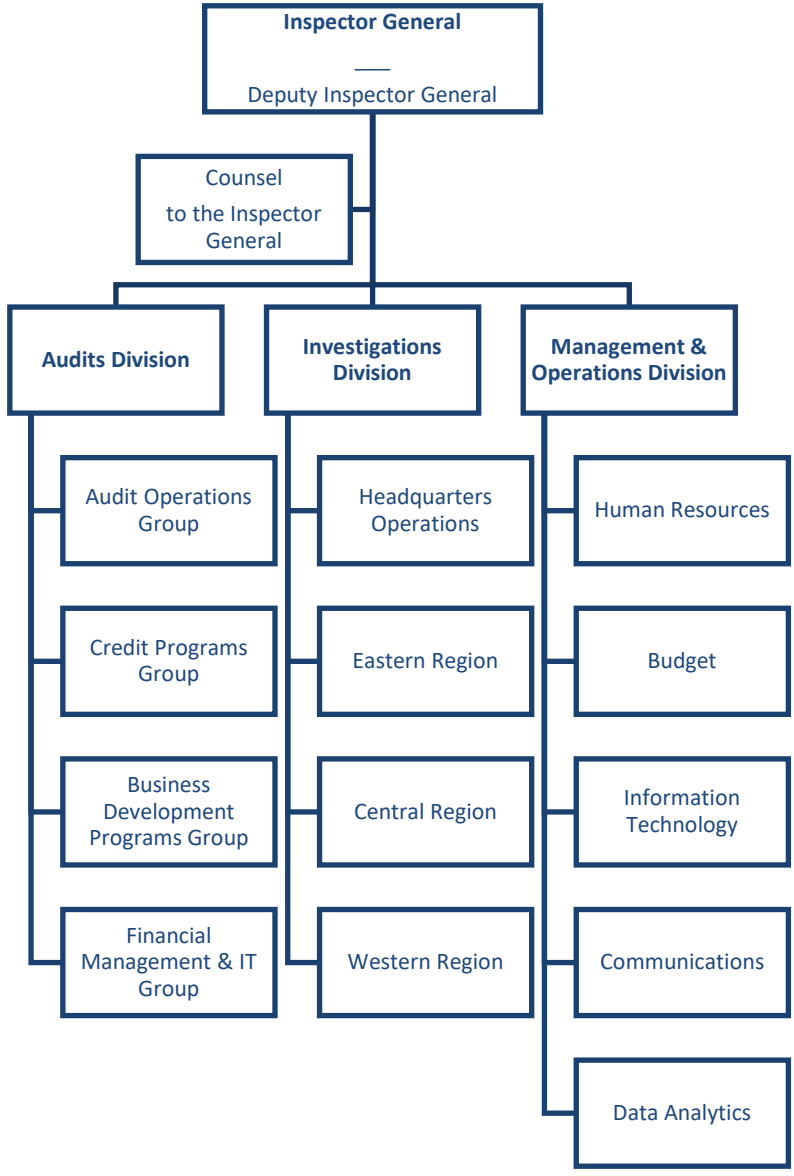 Inspector General
___
Deputy Inspector General
Counsel
to the Inspector
General
Audits Division
Investigations
Division
Management &
Operations Division
Audit Operations
Group
Headquarters
Operations
Human Resources
Credit Programs
Group
Eastern Region
Budget
Business
Development
Programs Group
Central Region
Information
Technology
Financial
Management & IT
Group
Western Region
Communications
Data Analytics